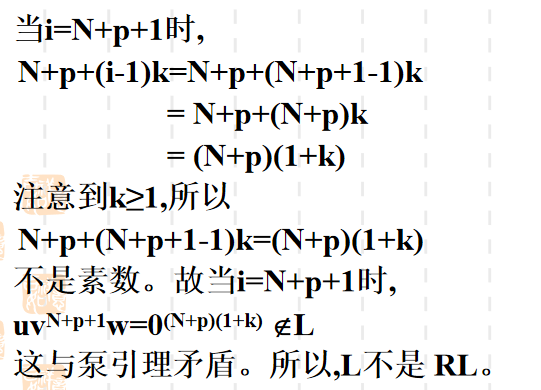 当i=N+p+1时,
N+p+(i-1)k=N+p+(N+p+1-1)k
= N+p+(N+p)k
= (N+p)(1+k)
注意到k≥1,所以
N+p+(N+p+1-1)k=(N+p)(1+k)
不是素数。故当i=N+p+1时,
uvᴺ⁺ᵖ⁺¹w=0⁽ᴺ⁺ᵖ⁾⁽¹⁺ᵏ⁾ ∉L
这与泵引理矛盾。所以,L不是 RL。